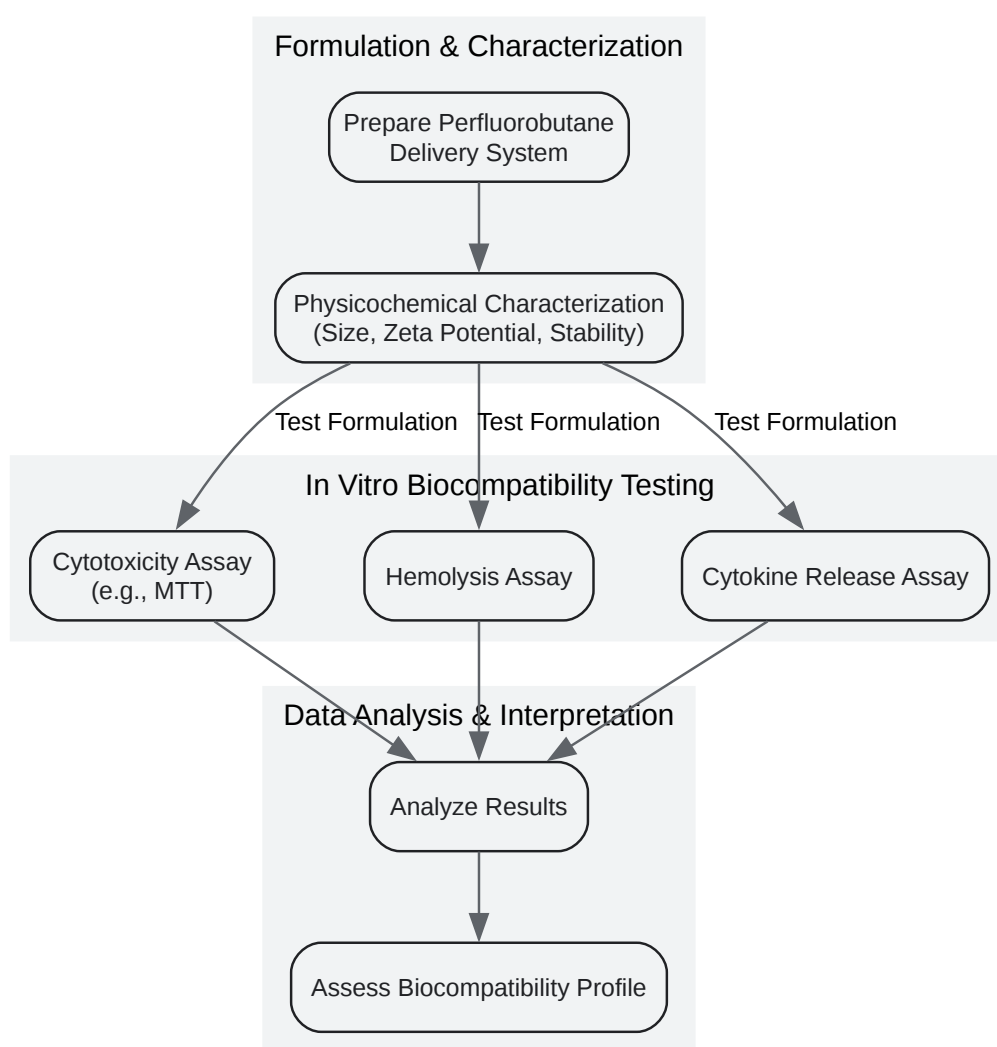 Formulation & Characterization
Prepare Perfluorobutane
Delivery System
Physicochemical Characterization
(Size, Zeta Potential, Stability)
Test Formulation
Test Formulation
Test Formulation
In Vitro Biocompatibility Testing
Cytotoxicity Assay
(e.g., MTT)
Hemolysis Assay
Cytokine Release Assay
Data Analysis & Interpretation
Analyze Results
Assess Biocompatibility Profile